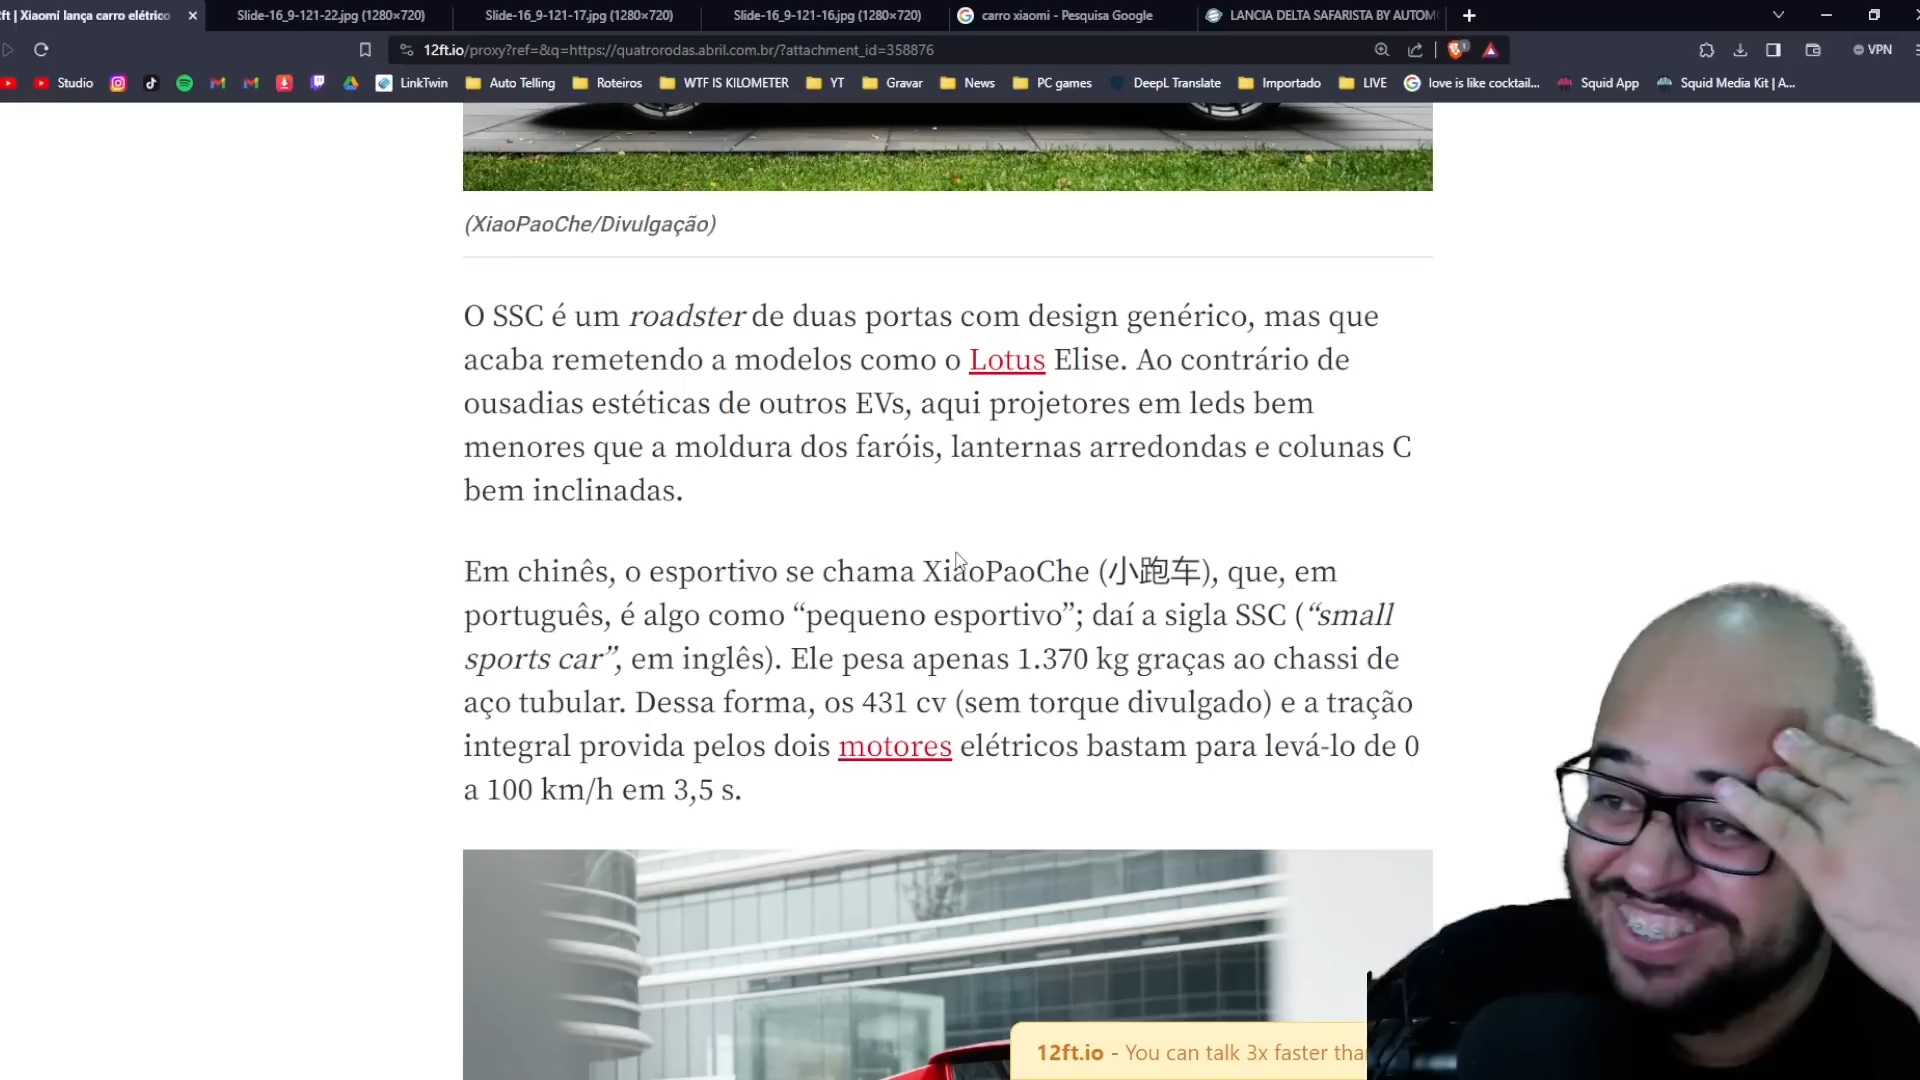 ft | Xiaomi lança carro elétrico
Slide-16_9-121-22.jpg (1280×720)
Slide-16_9-121-17.jpg (1280×720)
Slide-16_9-121-16.jpg (1280×720)
carro xiaomi - Pesquisa Google
LANCIA DELTA SAFARISTA BY AUTOM
12ft.io/proxy?ref=&q=https://quatrorodas.abril.com.br/?attachment_id=358876
VPN
Studio
LinkTwin
Auto Telling
Roteiros
WTF IS KILOMETER
YT
Gravar
News
PC games
DeepL Translate
Importado
LIVE
love is like cocktail...
Squid App
Squid Media Kit | A...
(XiaoPaoChe/Divulgação)
O SSC é um roadster de duas portas com design genérico, mas que
acaba remetendo a modelos como o Lotus Elise. Ao contrário de
ousadias estéticas de outros EVs, aqui projetores em leds bem
menores que a moldura dos faróis, lanternas arredondas e colunas C
bem inclinadas.
Em chinês, o esportivo se chama XiaoPaoChe (小跑车), que, em
português, é algo como “pequeno esportivo”; daí a sigla SSC (“small
sports car”, em inglês). Ele pesa apenas 1.370 kg graças ao chassi de
aço tubular. Dessa forma, os 431 cv (sem torque divulgado) e a tração
integral provida pelos dois motores elétricos bastam para levá-lo de 0
a 100 km/h em 3,5 s.
12ft.io - You can talk 3x faster tha